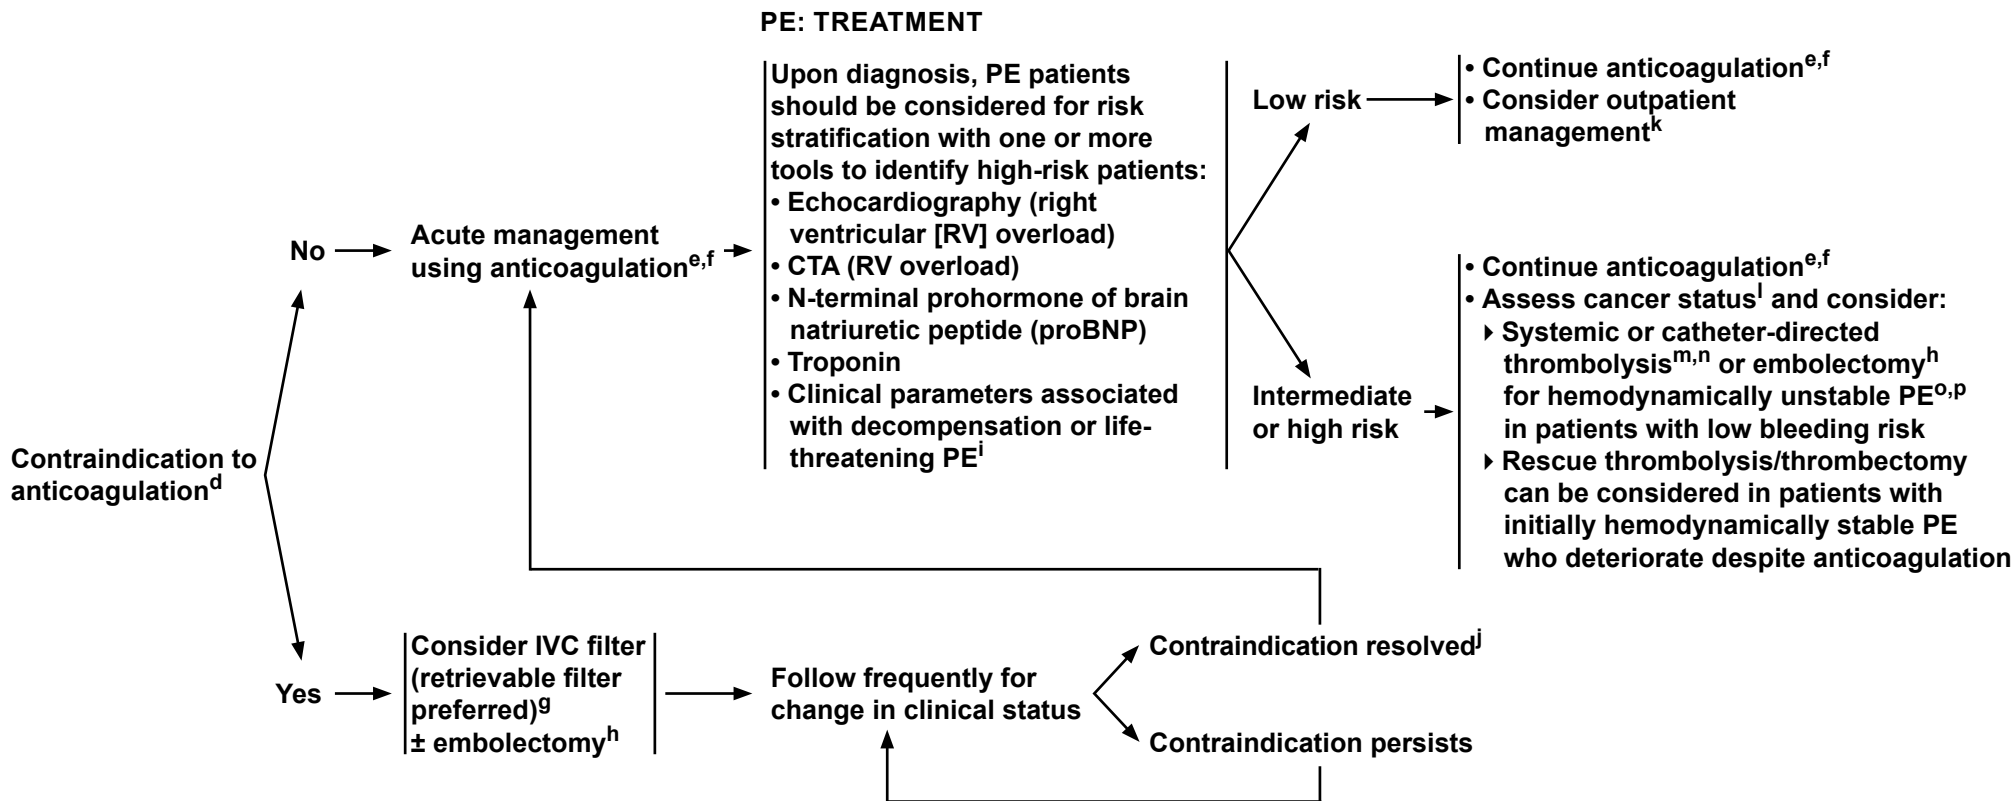 PE: TREATMENT
Contraindication to
anticoagulationd
No
Acute management
using anticoagulatione,f
Upon diagnosis, PE patients
should be considered for risk
stratification with one or more
tools to identify high-risk patients:
• Echocardiography (right
ventricular [RV] overload)
• CTA (RV overload)
• N-terminal prohormone of brain
natriuretic peptide (proBNP)
• Troponin
• Clinical parameters associated
with decompensation or life-
threatening PEi
Low risk
• Continue anticoagulatione,f
• Consider outpatient
managementk
Intermediate
or high risk
• Continue anticoagulatione,f
• Assess cancer statusl and consider:
▸ Systemic or catheter-directed
thrombolysism,n or embolectomyh
for hemodynamically unstable PEo,p
in patients with low bleeding risk
▸ Rescue thrombolysis/thrombectomy
can be considered in patients with
initially hemodynamically stable PE
who deteriorate despite anticoagulation
Yes
Consider IVC filter
(retrievable filter
preferred)g
± embolectomyh
Follow frequently for
change in clinical status
Contraindication resolvedj
Contraindication persists